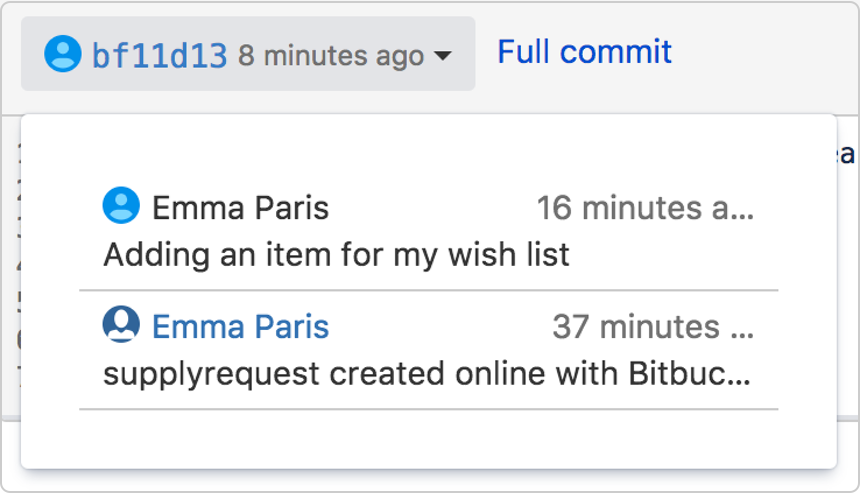 bf11d13 8 minutes ago Full commit
Emma Paris 16 minutes a...
Adding an item for my wish list
Emma Paris 37 minutes ...
supplyrequest created online with Bitbuc...